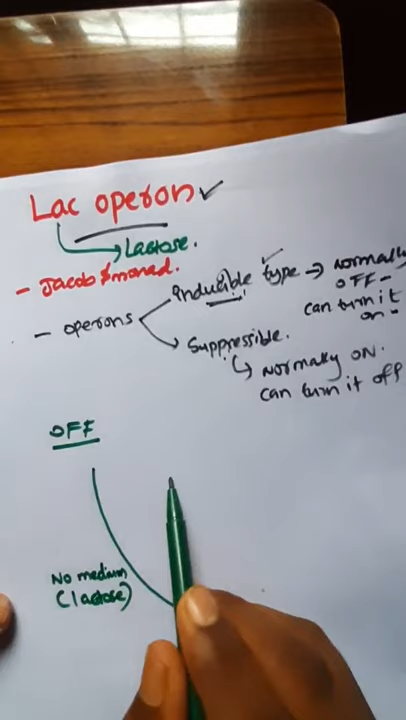 Lac operon
Lactose.
- Jacob & monad.
- operons
Inducible type → normally
OFF -
can turn it
on -
Suppressible.
↳ normally ON.
can turn it off
OFF
No medium
(lactose)